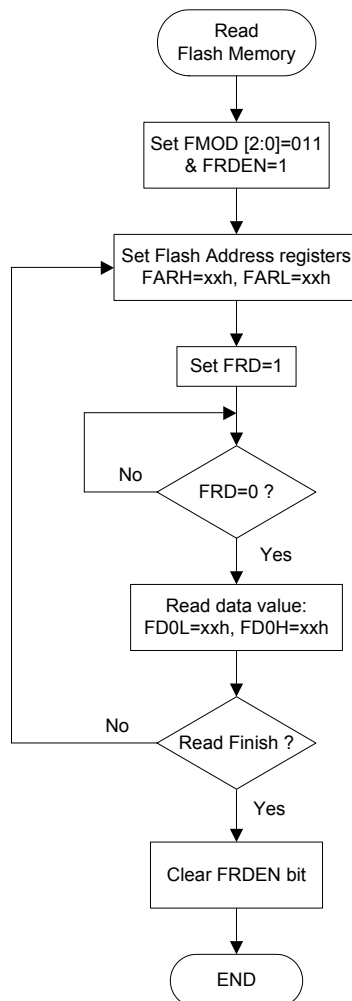 Read
Flash Memory
Set FMOD [2:0]=011
& FRDEN=1
Set Flash Address registers
FARH=xxh, FARL=xxh
Set FRD=1
No
FRD=0 ?
Yes
Read data value:
FD0L=xxh, FD0H=xxh
No
Read Finish ?
Yes
Clear FRDEN bit
END